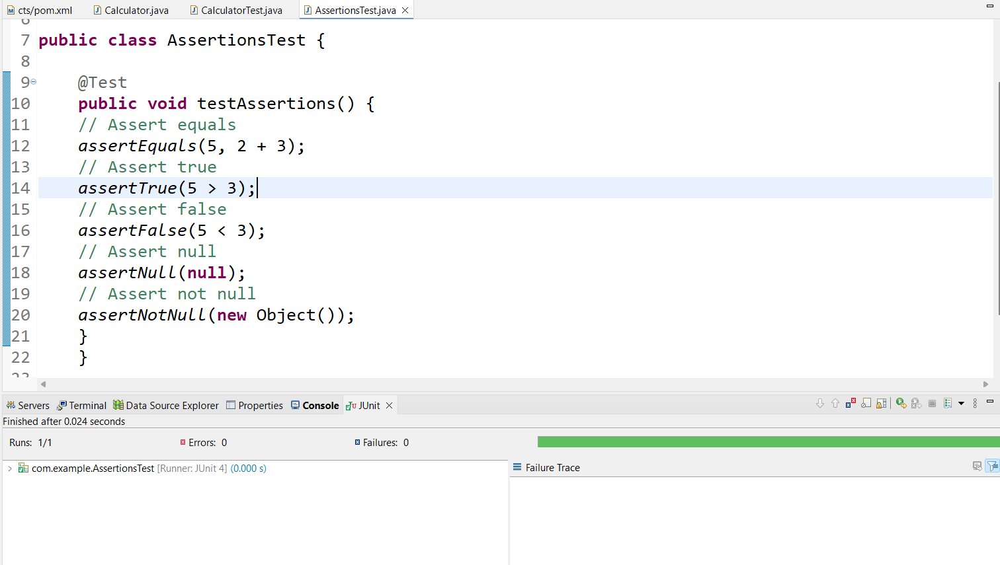 cts/pom.xml Calculator.java CalculatorTest.java AssertionsTest.java
6
7 public class AssertionsTest {
8
9 @Test
10 public void testAssertions() {
11 // Assert equals
12 assertEquals(5, 2 + 3);
13 // Assert true
14 assertTrue(5 > 3);
15 // Assert false
16 assertFalse(5 < 3);
17 // Assert null
18 assertNull(null);
19 // Assert not null
20 assertNotNull(new Object());
21 }
22 }
23
Servers Terminal Data Source Explorer Properties Console JUnit
Finished after 0.024 seconds
Runs: 1/1 Errors: 0 Failures: 0
com.example.AssertionsTest [Runner: JUnit 4] (0.000 s) Failure Trace